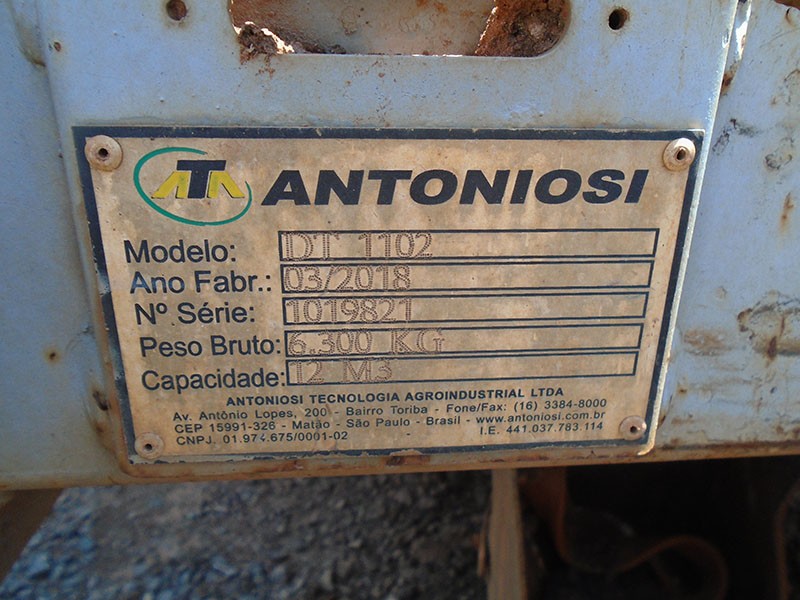 ATA ANTONIOSI
Modelo: DT 1102
Ano Fabr.: 03/2018
Nº Série: 1019821
Peso Bruto: 6.300 KG
Capacidade: 12 M3
ANTONIOSI TECNOLOGIA AGROINDUSTRIAL LTDA
Av. Antônio Lopes, 200 - Bairro Toriba - Fone/Fax: (16) 3384-8000
CEP 15991-326 - Matão - São Paulo - Brasil - www.antoniosi.com.br
CNPJ. 01.974.675/0001-02 - I.E. 441.037.783.114